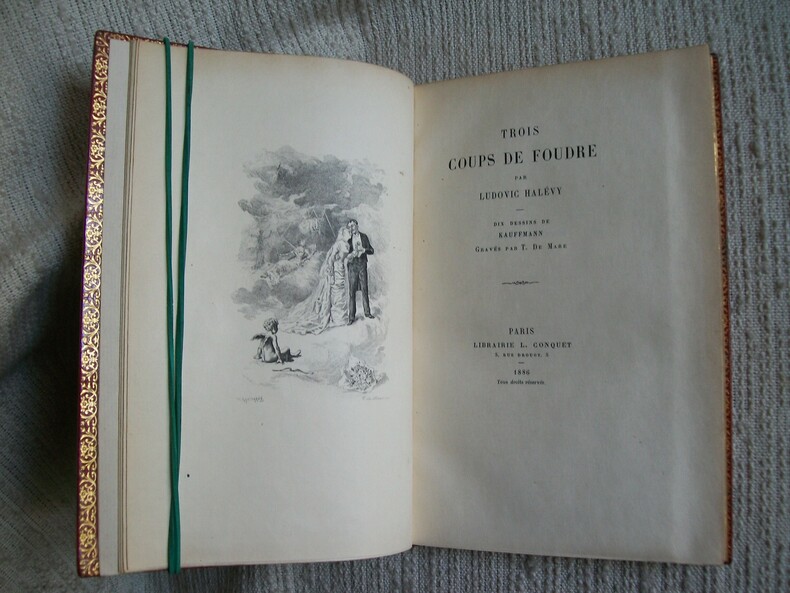 TROIS
COUPS DE FOUDRE
PAR
LUDOVIC HALÉVY
DIX DESSINS DE
KAUFFMANN
GRAVÉS PAR T. DE MARE
PARIS
LIBRAIRIE L. CONQUET
5, RUE DROUOT, 5
1886
Tous droits réservés.